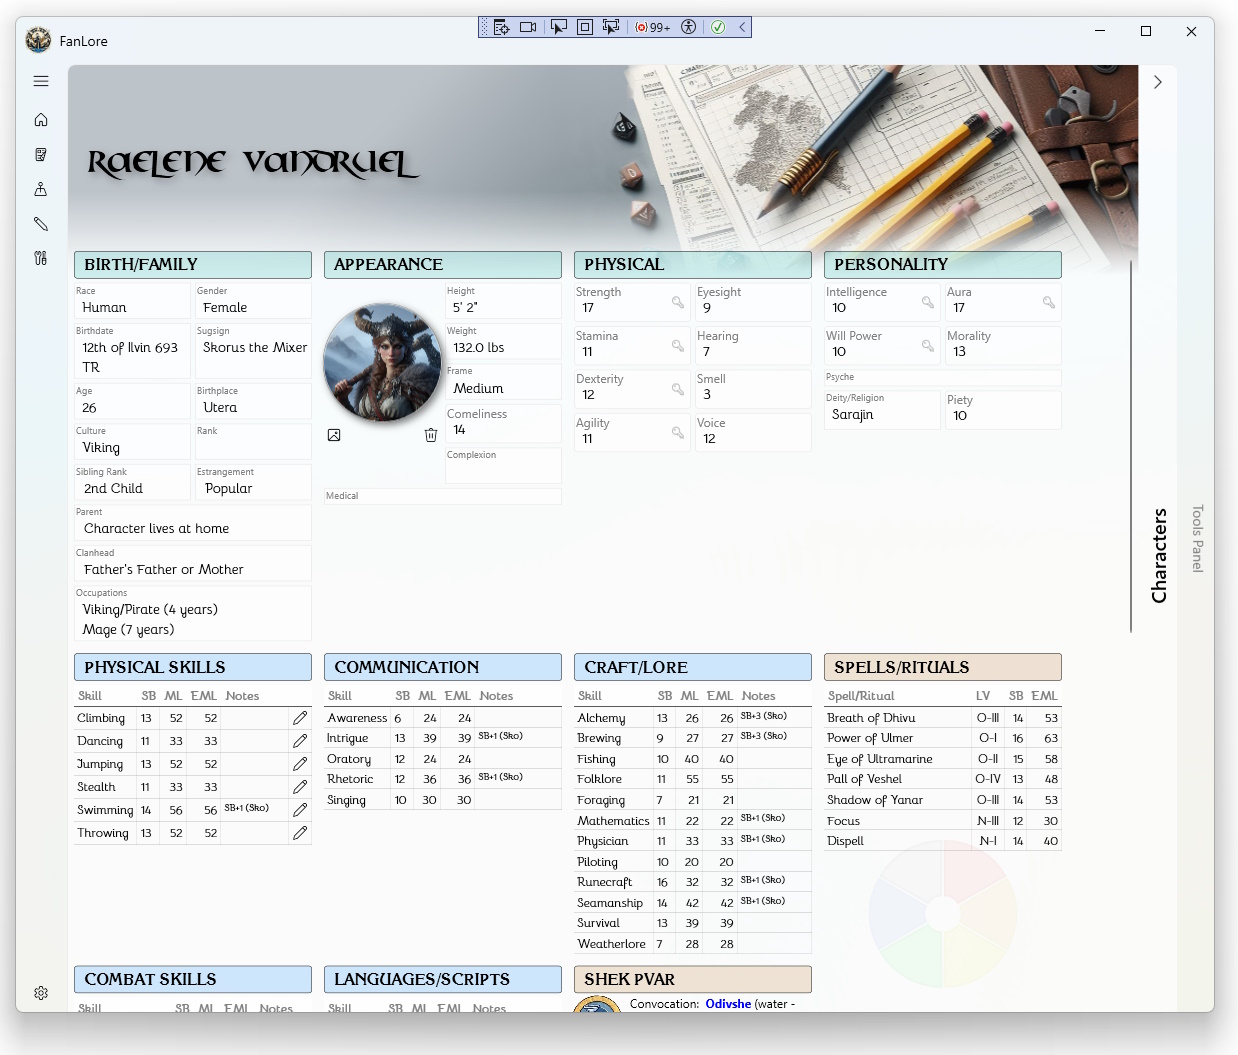 99+
FanLore
Raelene Vandruel
BIRTH/FAMILY
Race
Human
Gender
Female
Birthdate
12th of Ilvin 693 TR
Sugsign
Skorus the Mixer
Age
26
Birthplace
Utera
Culture
Viking
Rank
Sibling Rank
2nd Child
Estrangement
Popular
Parent
Character lives at home
Clanhead
Father's Father or Mother
Occupations
Viking/Pirate (4 years)
Mage (7 years)
APPEARANCE
Height
5' 2"
Weight
132.0 lbs
Frame
Medium
Comeliness
14
Complexion
Medical
PHYSICAL
Strength
17
Eyesight
9
Stamina
11
Hearing
7
Dexterity
12
Smell
3
Agility
11
Voice
12
PERSONALITY
Intelligence
10
Aura
17
Will Power
10
Morality
13
Psyche
Deity/Religion
Sarajin
Piety
10
Characters
Tools Panel
PHYSICAL SKILLS
Skill SB ML EML Notes
Climbing 13 52 52
Dancing 11 33 33
Jumping 13 52 52
Stealth 11 33 33
Swimming 14 56 56 SB+1 (Sko)
Throwing 13 52 52
COMMUNICATION
Skill SB ML EML Notes
Awareness 6 24 24
Intrigue 13 39 39 SB+1 (Sko)
Oratory 12 24 24
Rhetoric 12 36 36 SB+1 (Sko)
Singing 10 30 30
CRAFT/LORE
Skill SB ML EML Notes
Alchemy 13 26 26 SB+3 (Sko)
Brewing 9 27 27 SB+3 (Sko)
Fishing 10 40 40
Folklore 11 55 55
Foraging 7 21 21
Mathematics 11 22 22 SB+1 (Sko)
Physician 11 33 33 SB+1 (Sko)
Piloting 10 20 20
Runecraft 16 32 32 SB+1 (Sko)
Seamanship 14 42 42 SB+1 (Sko)
Survival 13 39 39
Weatherlore 7 28 28
SPELLS/RITUALS
Spell/Ritual LV SB EML
Breath of Dhivu O-III 14 53
Power of Ulmer O-I 16 63
Eye of Ultramarine O-II 15 58
Pall of Veshel O-IV 13 48
Shadow of Yanar O-III 14 53
Focus N-III 12 30
Dispell N-I 14 40
COMBAT SKILLS
Skill SB ML EML Notes
LANGUAGES/SCRIPTS
Skill SB ML EML Notes
SHEK PVAR
Convocation: Odivshe (water -